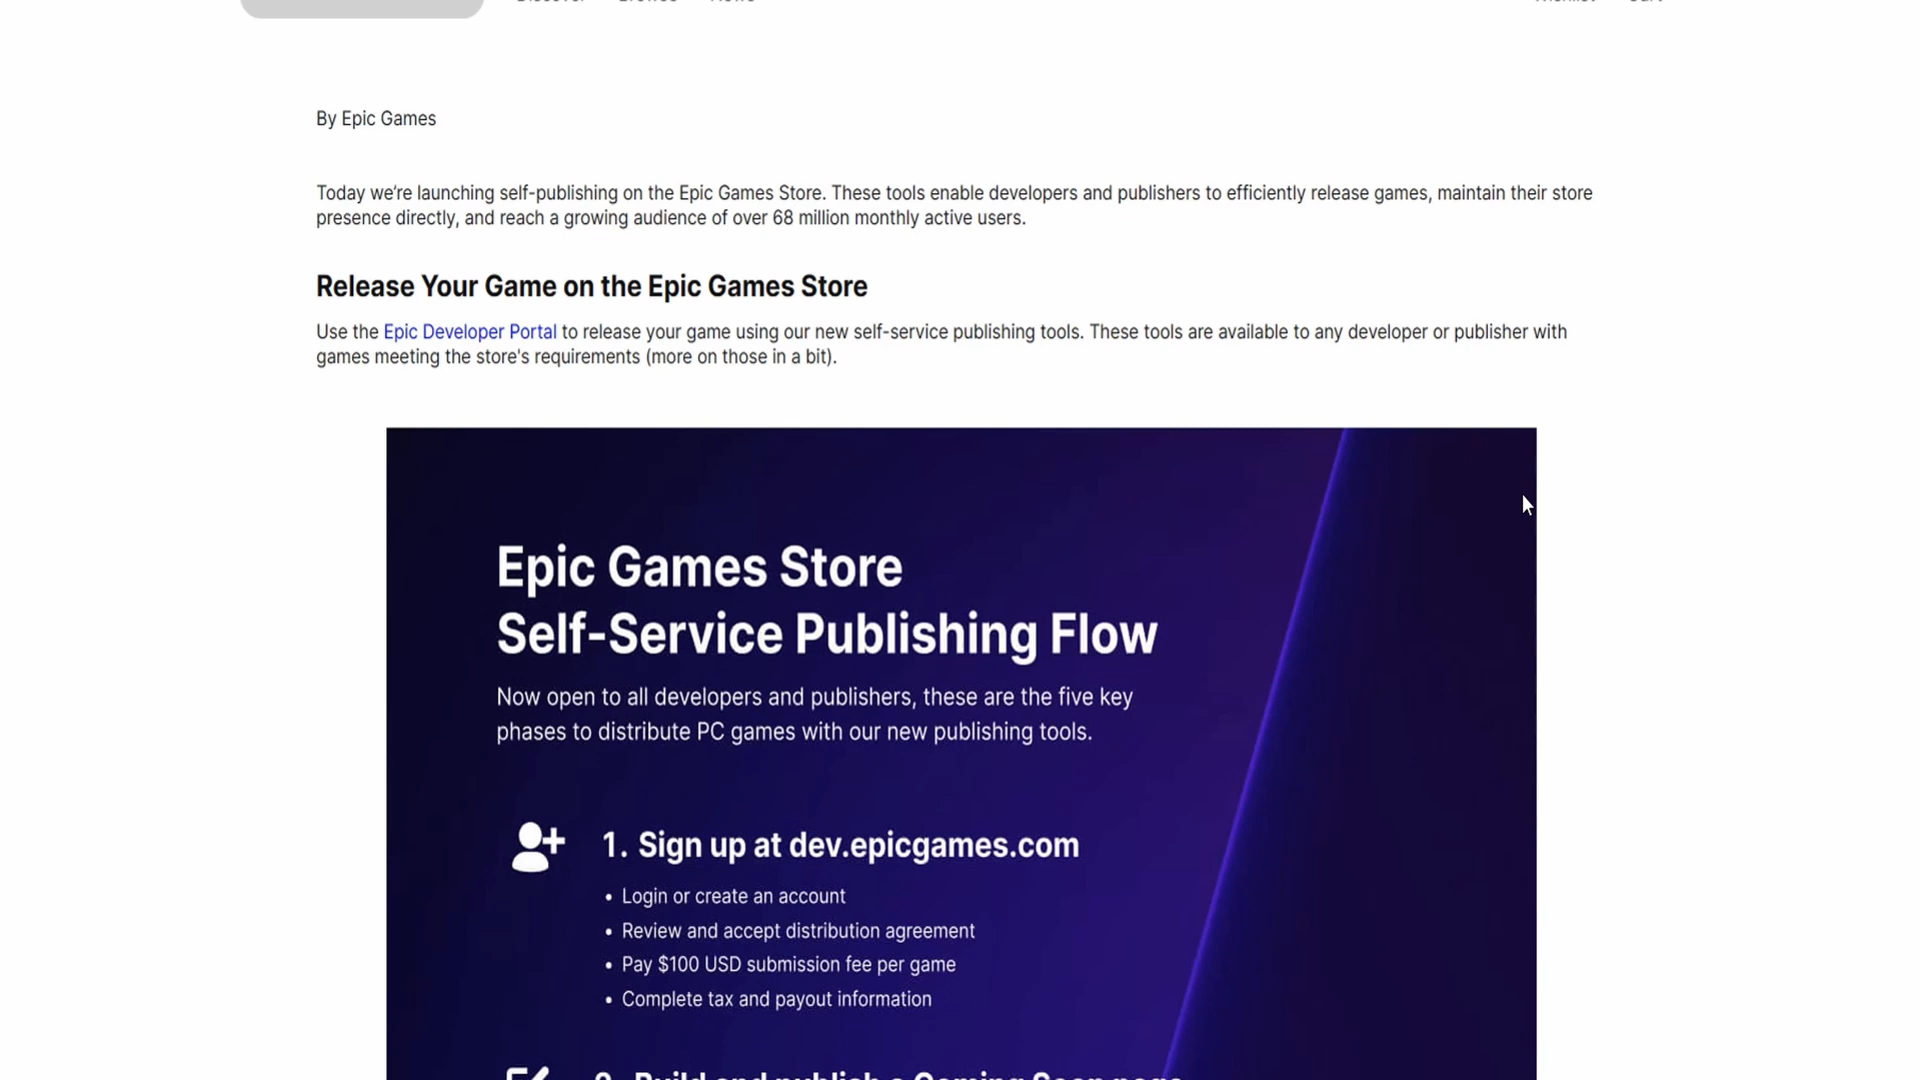 By Epic Games
Today we're launching self-publishing on the Epic Games Store. These tools enable developers and publishers to efficiently release games, maintain their store
presence directly, and reach a growing audience of over 68 million monthly active users.
Release Your Game on the Epic Games Store
Use the Epic Developer Portal to release your game using our new self-service publishing tools. These tools are available to any developer or publisher with
games meeting the store's requirements (more on those in a bit).
Epic Games Store
Self-Service Publishing Flow
Now open to all developers and publishers, these are the five key
phases to distribute PC games with our new publishing tools.
1. Sign up at dev.epicgames.com
• Login or create an account
• Review and accept distribution agreement
• Pay $100 USD submission fee per game
• Complete tax and payout information
2. Build and publish a Coming Soon page